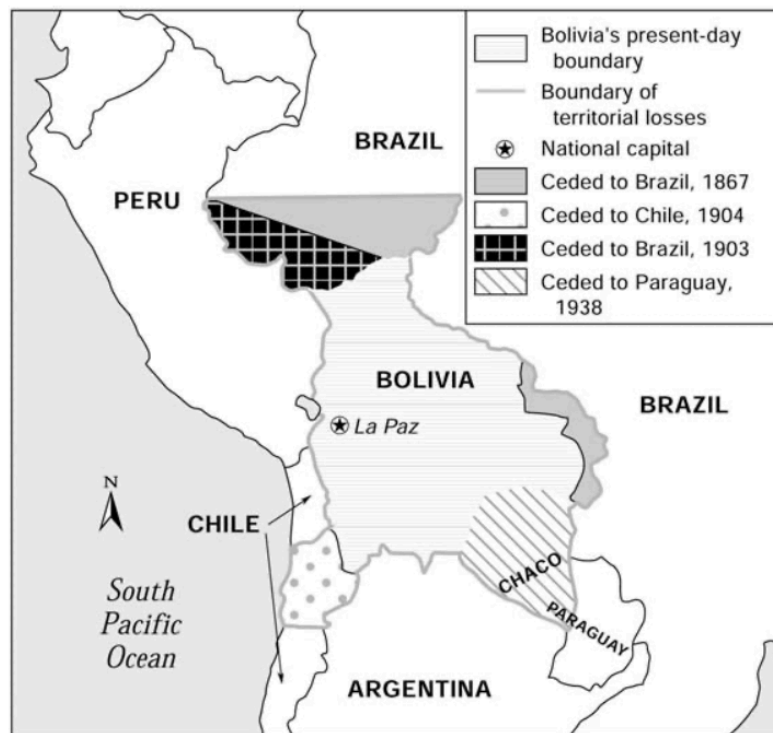 Bolivia's present-day
boundary
Boundary of
territorial losses
National capital
Ceded to Brazil, 1867
Ceded to Chile, 1904
Ceded to Brazil, 1903
Ceded to Paraguay,
1938
BRAZIL
PERU
BOLIVIA
BRAZIL
La Paz
N
CHILE
CHACO
PARAGUAY
South
Pacific
Ocean
ARGENTINA